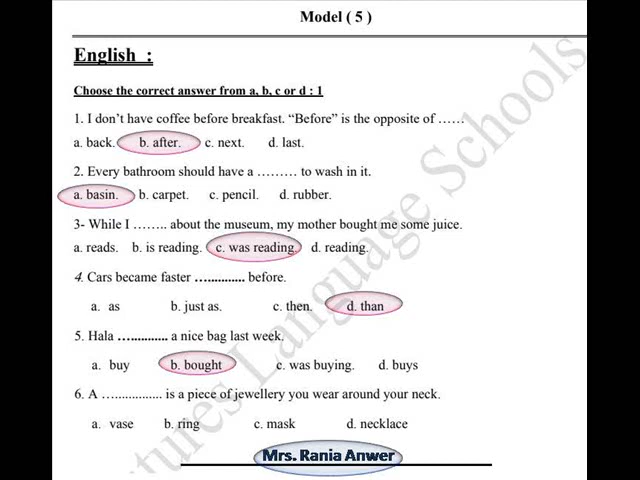 Model ( 5 )
English :
Choose the correct answer from a, b, c or d : 1
1. I don’t have coffee before breakfast. “Before” is the opposite of ……
a. back. b. after. c. next. d. last.
2. Every bathroom should have a ……… to wash in it.
a. basin. b. carpet. c. pencil. d. rubber.
3- While I …….. about the museum, my mother bought me some juice.
a. reads. b. is reading. c. was reading. d. reading.
4. Cars became faster …........... before.
a. as b. just as. c. then. d. than
5. Hala …........... a nice bag last week.
a. buy b. bought c. was buying. d. buys
6. A …............... is a piece of jewellery you wear around your neck.
a. vase b. ring c. mask d. necklace
Mrs. Rania Anwer
tures Language Schools